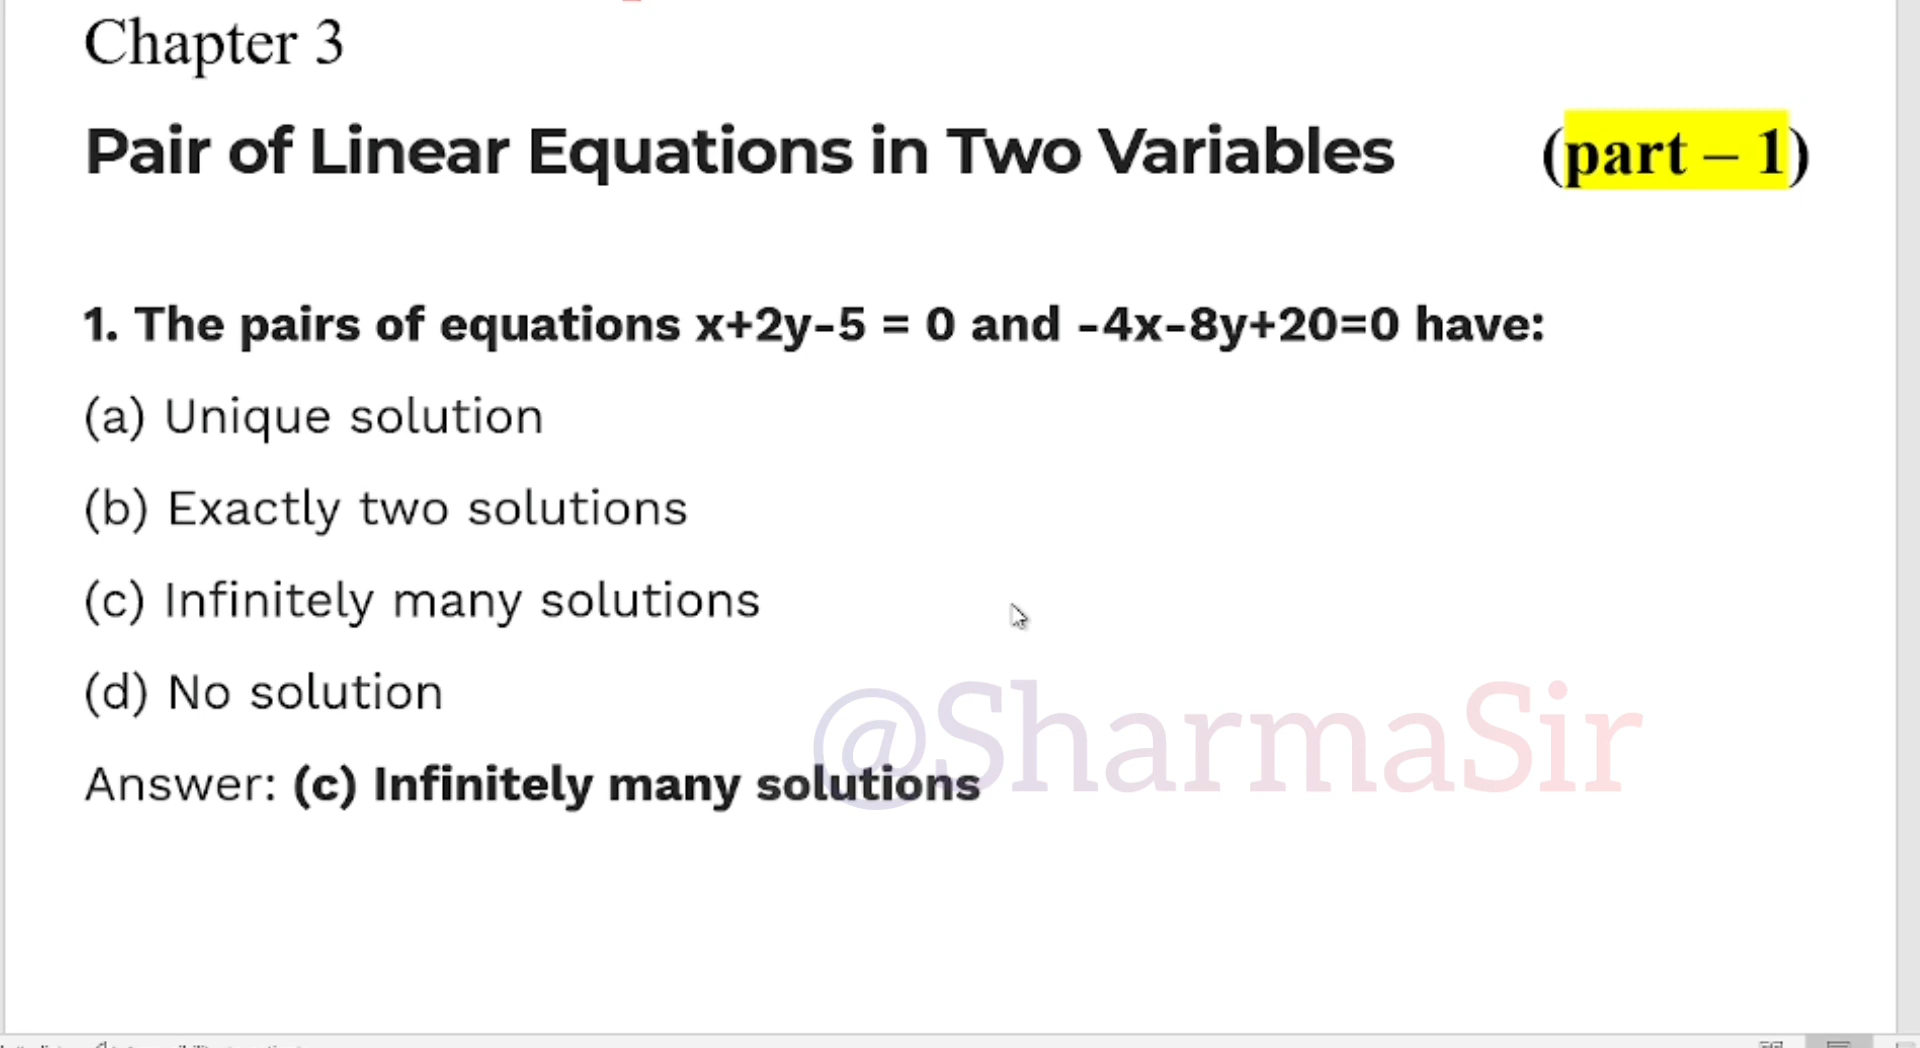 Chapter 3
Pair of Linear Equations in Two Variables (part – 1)
1. The pairs of equations x+2y-5 = 0 and -4x-8y+20=0 have:
(a) Unique solution
(b) Exactly two solutions
(c) Infinitely many solutions
(d) No solution
@SharmaSir
Answer: (c) Infinitely many solutions